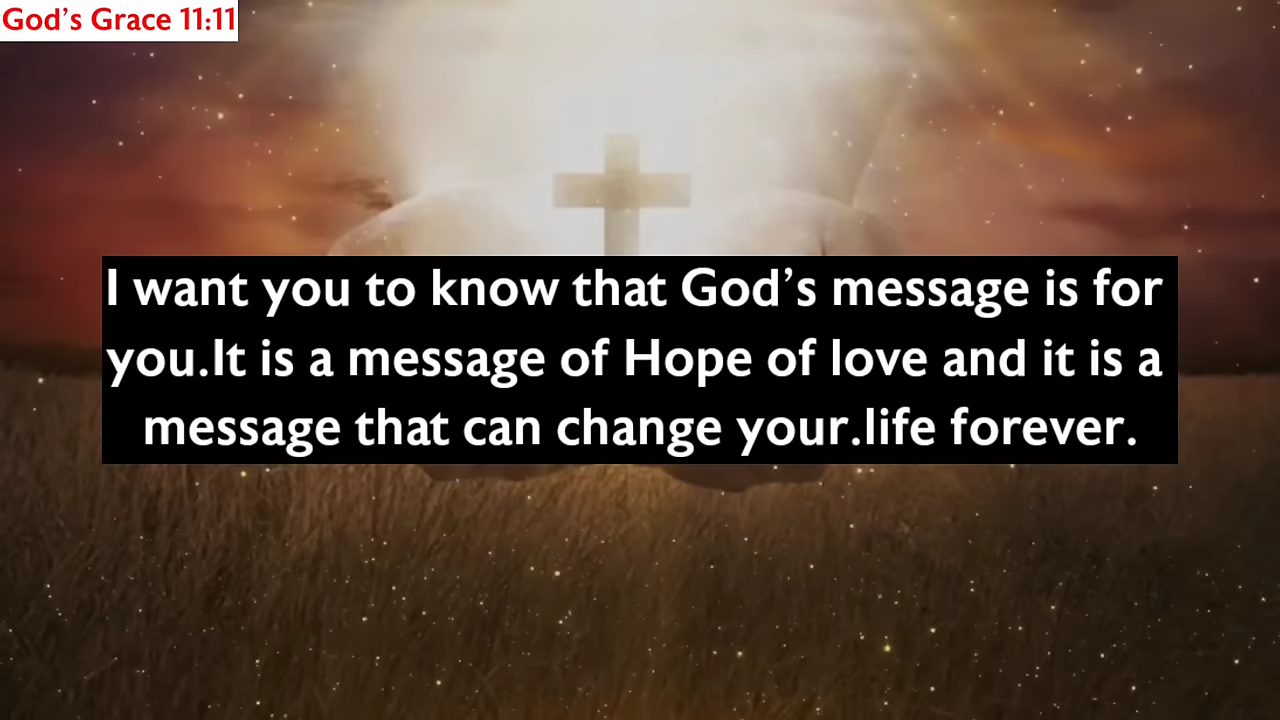 God’s Grace 11:11
I want you to know that God’s message is for
you.It is a message of Hope of love and it is a
message that can change your.life forever.